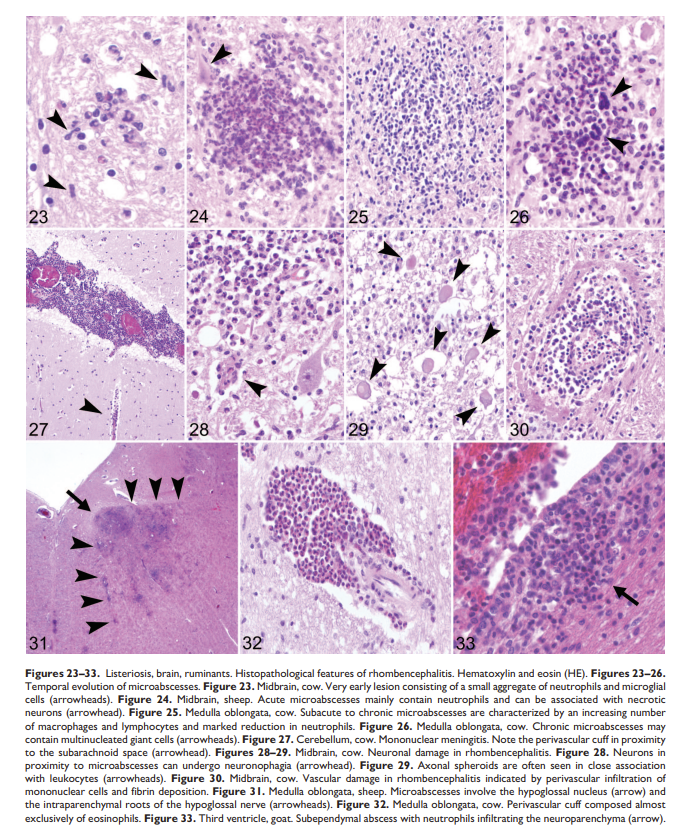 23
24
25
26
27
28
29
30
31
32
33
Figures 23–33. Listeriosis, brain, ruminants. Histopathological features of rhombencephalitis. Hematoxylin and eosin (HE). Figures 23–26.
Temporal evolution of microabscesses. Figure 23. Midbrain, cow. Very early lesion consisting of a small aggregate of neutrophils and microglial
cells (arrowheads). Figure 24. Midbrain, sheep. Acute microabscesses mainly contain neutrophils and can be associated with necrotic
neurons (arrowhead). Figure 25. Medulla oblongata, cow. Subacute to chronic microabscesses are characterized by an increasing number
of macrophages and lymphocytes and marked reduction in neutrophils. Figure 26. Medulla oblongata, cow. Chronic microabscesses may
contain multinucleated giant cells (arrowheads). Figure 27. Cerebellum, cow. Mononuclear meningitis. Note the perivascular cuff in proximity
to the subarachnoid space (arrowhead). Figures 28–29. Midbrain, cow. Neuronal damage in rhombencephalitis. Figure 28. Neurons in
proximity to microabscesses can undergo neuronophagia (arrowhead). Figure 29. Axonal spheroids are often seen in close association
with leukocytes (arrowheads). Figure 30. Midbrain, cow. Vascular damage in rhombencephalitis indicated by perivascular infiltration of
mononuclear cells and fibrin deposition. Figure 31. Medulla oblongata, sheep. Microabscesses involve the hypoglossal nucleus (arrow) and
the intraparenchymal roots of the hypoglossal nerve (arrowheads). Figure 32. Medulla oblongata, cow. Perivascular cuff composed almost
exclusively of eosinophils. Figure 33. Third ventricle, goat. Subependymal abscess with neutrophils infiltrating the neuroparenchyma (arrow).